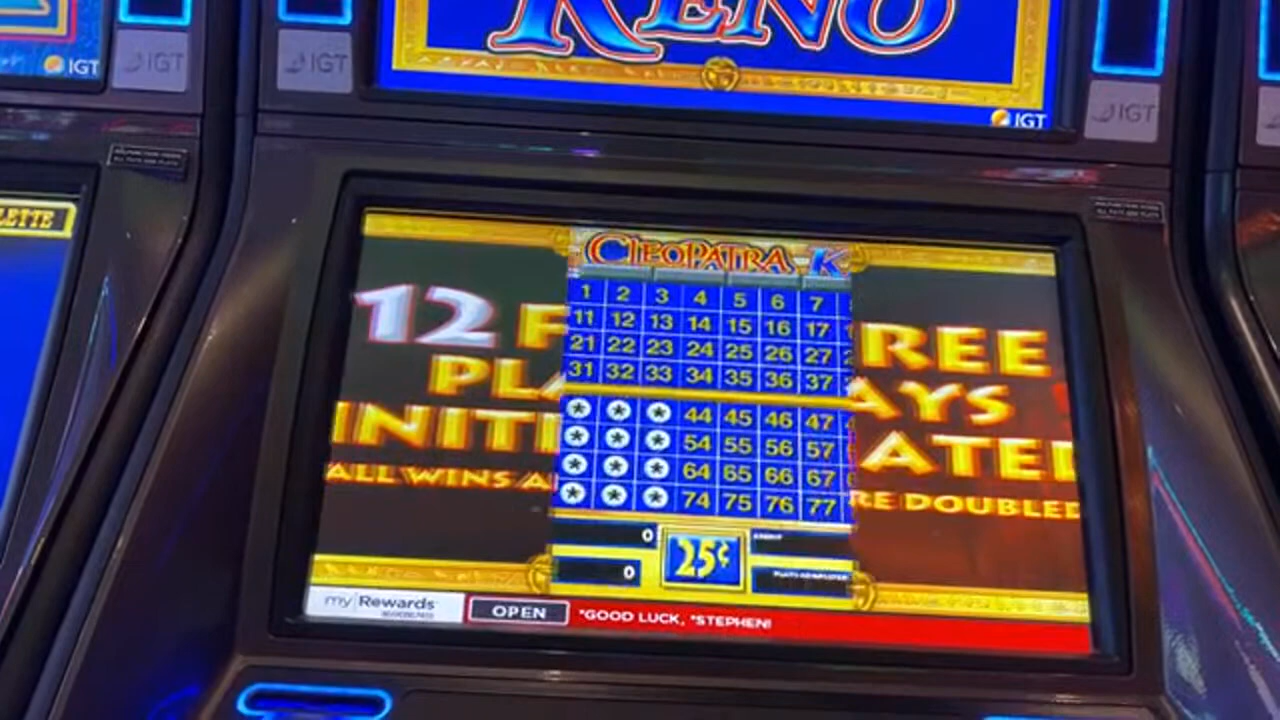 KENO
IGT
IGT
IGT
IGT
IGT
LETTE
CLEOPATRA K
12 F
REE
PLA
AYS
INITI
ATED
ALL WINS A
RE DOUBLED
1 2 3 4 5 6 7
11 12 13 14 15 16 17
21 22 23 24 25 26 27
31 32 33 34 35 36 37
44 45 46 47
54 55 56 57
64 65 66 67
74 75 76 77
0
25¢
0
my Rewards
OPEN
*GOOD LUCK, *STEPHEN!